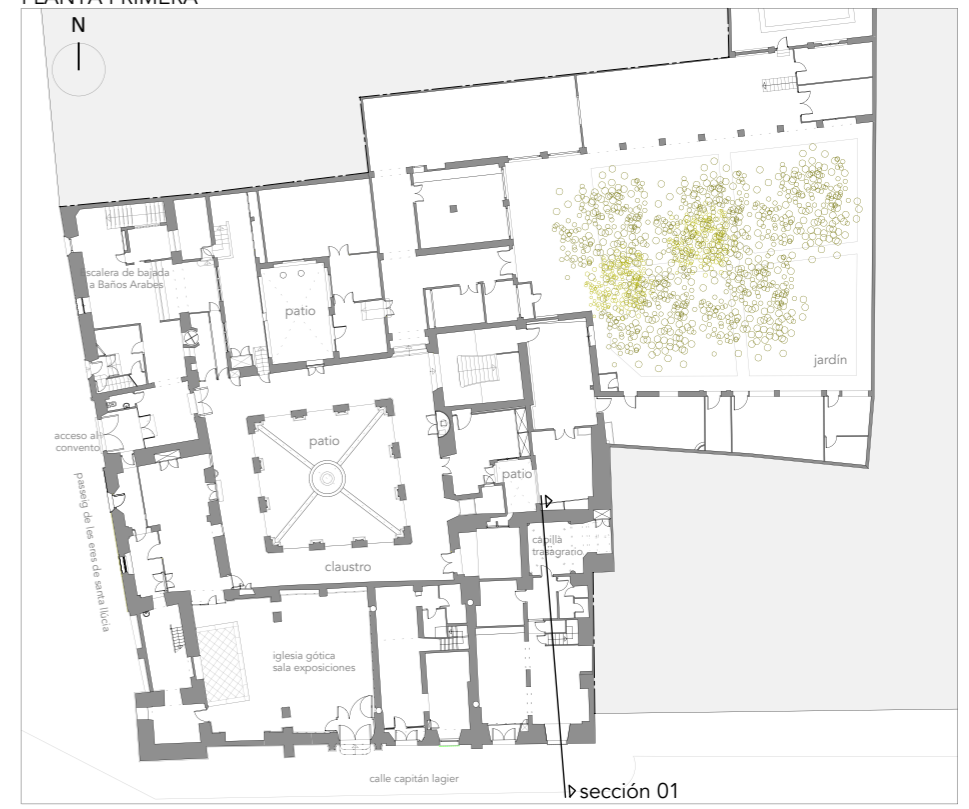 PLANTA PRIMERA
N
escalera de bajada
a Baños Arabes
patio
jardín
acceso al
convento
patio
patio
passeig de les eres de santa llúcia
capilla
trasagrario
claustro
iglesia gótica
sala exposiciones
calle capitán lagier
sección 01